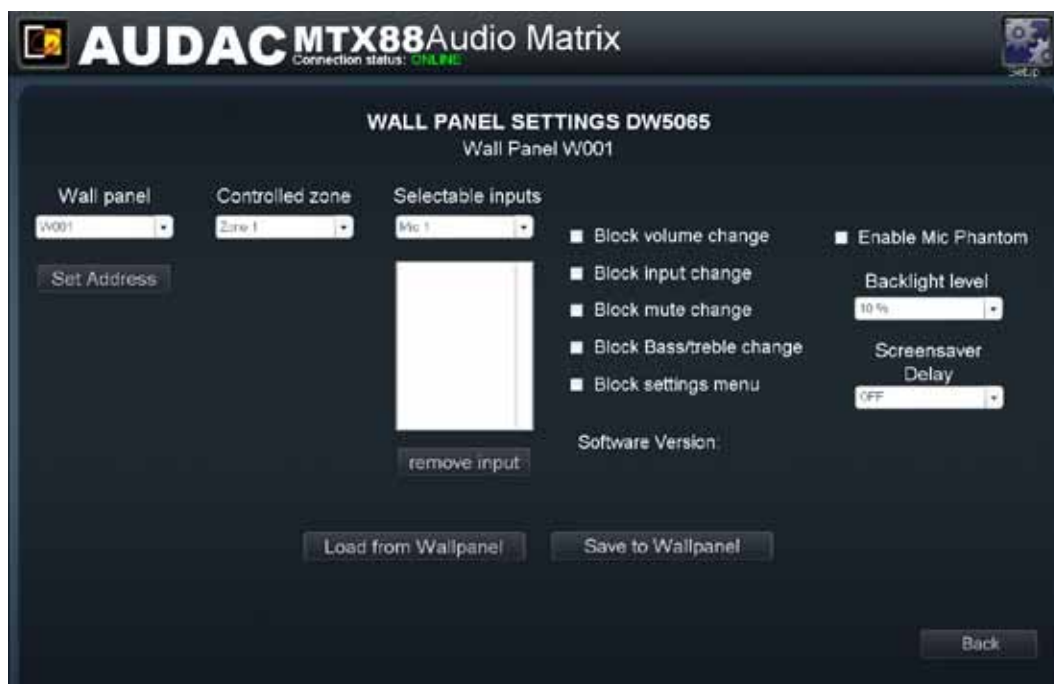 AUDAC MTX88 Audio Matrix
Connection status: ONLINE
Setup
WALL PANEL SETTINGS DW5065
Wall Panel W001
Wall panel
Controlled zone
Selectable inputs
W001
Zone 1
Mic 1
Set Address
remove input
Block volume change
Block input change
Block mute change
Block Bass/treble change
Block settings menu
Software Version:
Enable Mic Phantom
Backlight level
10 %
Screensaver
Delay
OFF
Load from Wallpanel
Save to Wallpanel
Back